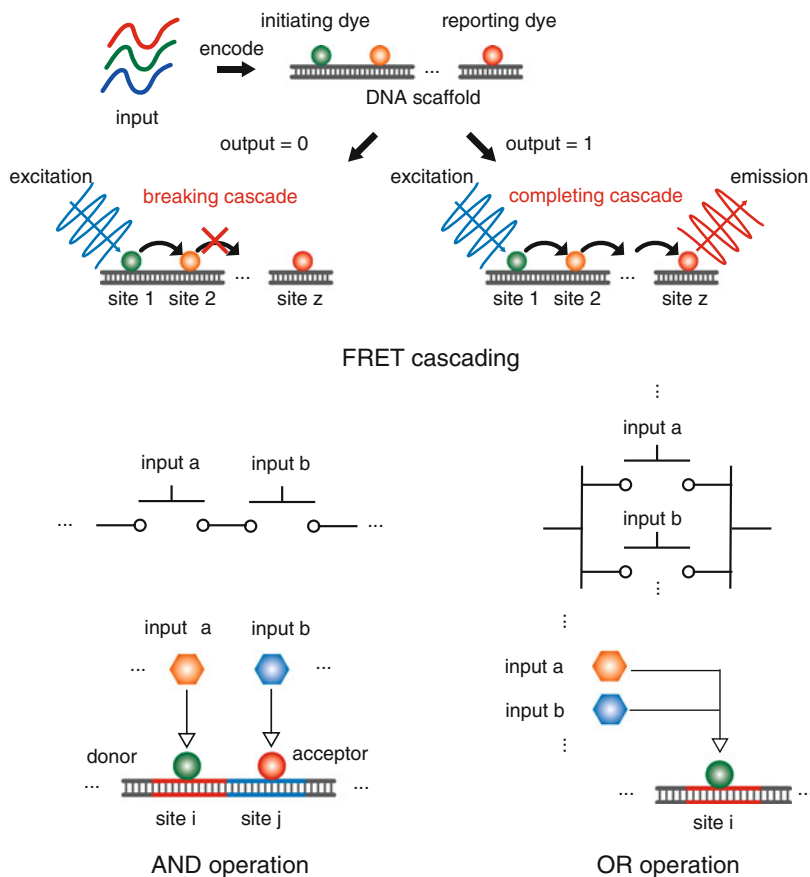 initiating dye
reporting dye
encode
...
input
DNA scaffold
output = 0
output = 1
excitation
breaking cascade
excitation
completing cascade
emission
...
...
site 1
site 2
site z
site 1
site 2
site z
FRET cascading
...
input a
input b
input a
...
...
input b
...
input a
input b
...
...
...
input a
input b
...
donor
acceptor
...
...
...
...
site i
site j
site i
AND operation
OR operation